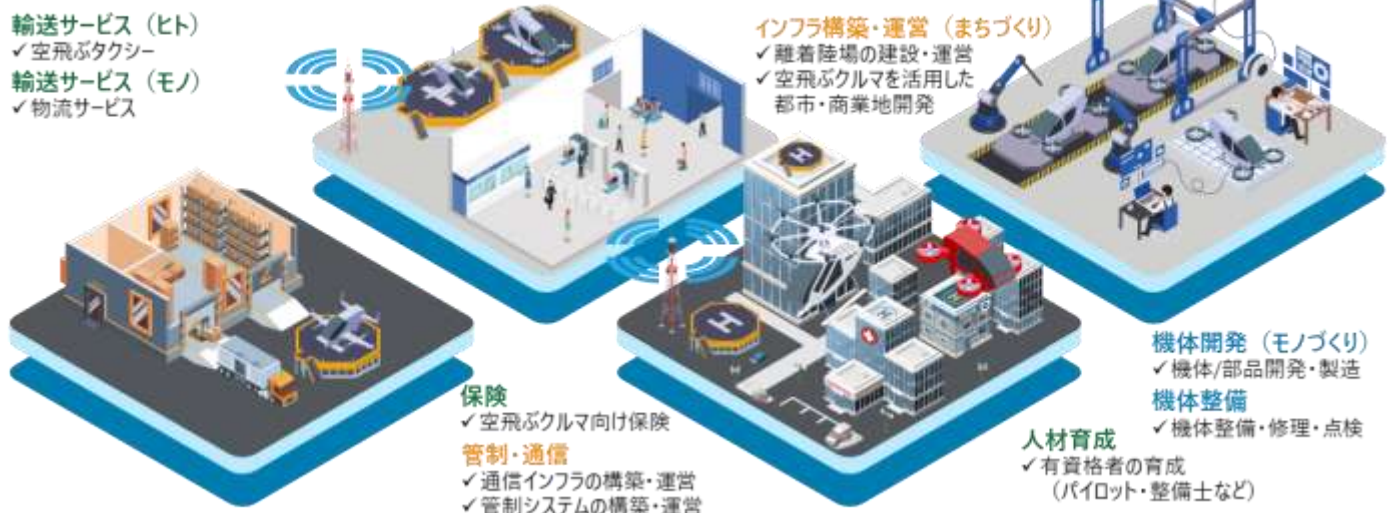 輸送サービス（ヒト）
✓空飛ぶタクシー
輸送サービス（モノ）
✓物流サービス
インフラ構築・運営（まちづくり）
✓離着陸場の建設・運営
✓空飛ぶクルマを活用した
都市・商業地開発
保険
✓空飛ぶクルマ向け保険
管制・通信
✓通信インフラの構築・運営
✓管制システムの構築・運営
機体開発（モノづくり）
✓機体/部品開発・製造
機体整備
✓機体整備・修理・点検
人材育成
✓有資格者の育成
（パイロット・整備士など）
H
H